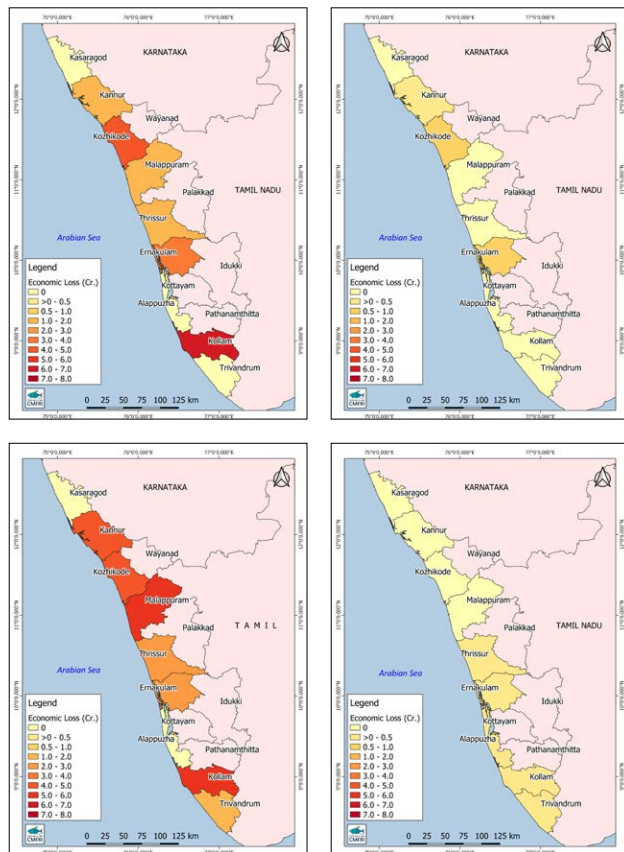 KARNATAKA
Kasaragod
Kannur
Wayanad
Kozhikode
Malappuram
Palakkad
TAMIL NADU
Thrissur
Arabian Sea
Ernakulam
Idukki
Kottayam
Alappuzha
Pathanamthitta
Kollam
Trivandrum
Legend
Economic Loss (Cr.)
0
>0 - 0.5
0.5 - 1.0
1.0 - 2.0
2.0 - 3.0
3.0 - 4.0
4.0 - 5.0
5.0 - 6.0
6.0 - 7.0
7.0 - 8.0
CMFRI
0 25 50 75 100 125 km
KARNATAKA
Kasaragod
Kannur
Wayanad
Kozhikode
Malappuram
Palakkad
TAMIL NADU
Thrissur
Arabian Sea
Ernakulam
Idukki
Kottayam
Alappuzha
Pathanamthitta
Kollam
Trivandrum
Legend
Economic Loss (Cr.)
0
>0 - 0.5
0.5 - 1.0
1.0 - 2.0
2.0 - 3.0
3.0 - 4.0
4.0 - 5.0
5.0 - 6.0
6.0 - 7.0
7.0 - 8.0
CMFRI
0 25 50 75 100 125 km
KARNATAKA
Kasaragod
Kannur
Wayanad
Kozhikode
Malappuram
Palakkad
T A M I L
Thrissur
Arabian Sea
Ernakulam
Idukki
Kottayam
Alappuzha
Pathanamthitta
Kollam
Trivandrum
Legend
Economic Loss (Cr.)
0
>0 - 0.5
0.5 - 1.0
1.0 - 2.0
2.0 - 3.0
3.0 - 4.0
4.0 - 5.0
5.0 - 6.0
6.0 - 7.0
7.0 - 8.0
CMFRI
0 25 50 75 100 125 km
KARNATAKA
Kasaragod
Kannur
Wayanad
Kozhikode
Malappuram
Palakkad
TAMIL NADU
Thrissur
Arabian Sea
Ernakulam
Idukki
Kottayam
Alappuzha
Pathanamthitta
Kollam
Trivandrum
Legend
Economic Loss (Cr.)
0
>0 - 0.5
0.5 - 1.0
1.0 - 2.0
2.0 - 3.0
3.0 - 4.0
4.0 - 5.0
5.0 - 6.0
6.0 - 7.0
7.0 - 8.0
CMFRI
0 25 50 75 100 125 km